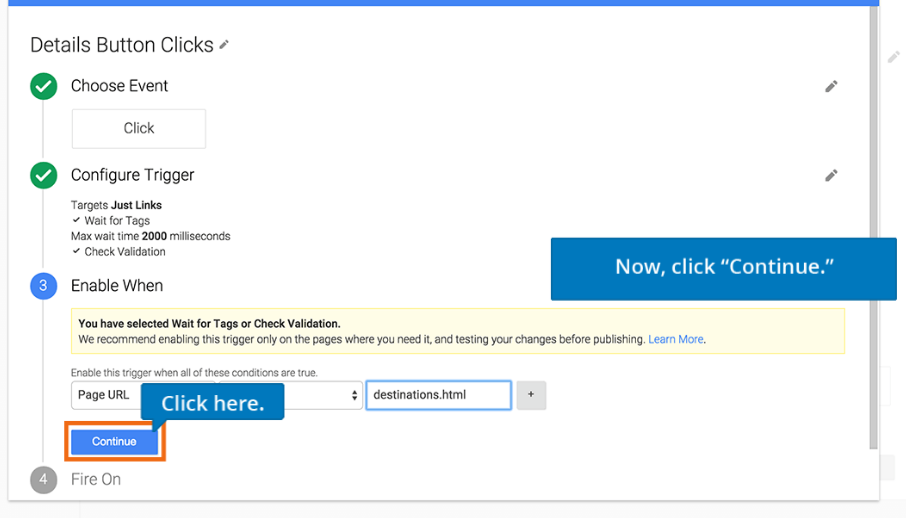 Details Button Clicks
Choose Event
Click
Configure Trigger
Targets Just Links
Wait for Tags
Max wait time 2000 milliseconds
Check Validation
Now, click “Continue.”
3 Enable When
You have selected Wait for Tags or Check Validation.
We recommend enabling this trigger only on the pages where you need it, and testing your changes before publishing. Learn More.
Enable this trigger when all of these conditions are true.
Page URL destinations.html +
Click here.
Continue
4 Fire On